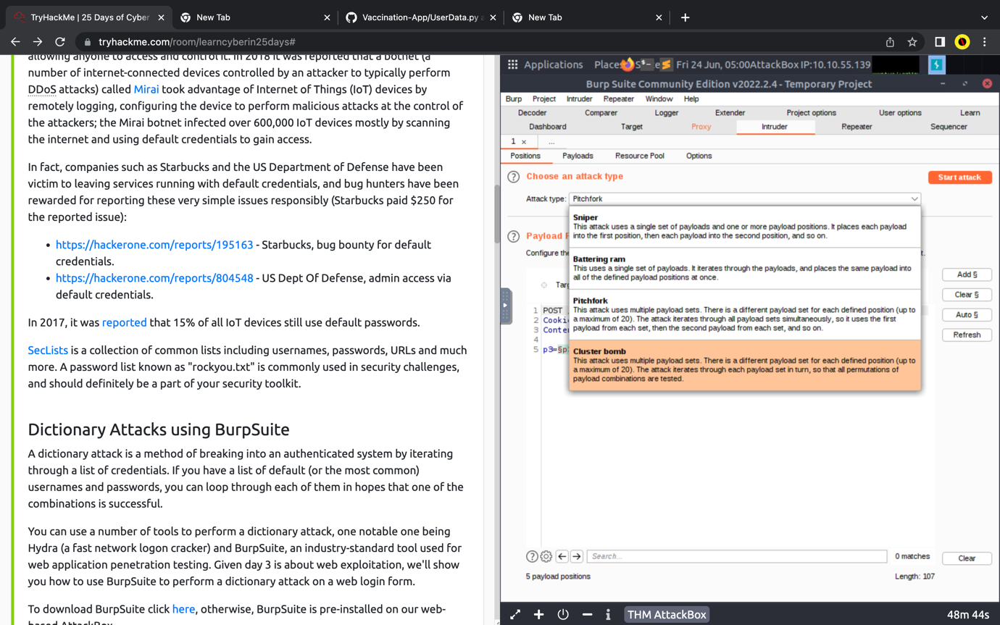 TryHackMe | 25 Days of Cyber
New Tab
Vaccination-App/UserData.py
New Tab
tryhackme.com/room/learncyberin25days#
allowing anyone to access and control it. In 2018 it was reported that a botnet (a
number of internet-connected devices controlled by an attacker to typically perform
DDoS attacks) called Mirai took advantage of Internet of Things (IoT) devices by
remotely logging, configuring the device to perform malicious attacks at the control of
the attackers; the Mirai botnet infected over 600,000 IoT devices mostly by scanning
the internet and using default credentials to gain access.
In fact, companies such as Starbucks and the US Department of Defense have been
victim to leaving services running with default credentials, and bug hunters have been
rewarded for reporting these very simple issues responsibly (Starbucks paid $250 for
the reported issue):
• https://hackerone.com/reports/195163 - Starbucks, bug bounty for default
credentials.
• https://hackerone.com/reports/804548 - US Dept Of Defense, admin access via
default credentials.
In 2017, it was reported that 15% of all IoT devices still use default passwords.
SecLists is a collection of common lists including usernames, passwords, URLs and much
more. A password list known as "rockyou.txt" is commonly used in security challenges,
and should definitely be a part of your security toolkit.
Dictionary Attacks using BurpSuite
A dictionary attack is a method of breaking into an authenticated system by iterating
through a list of credentials. If you have a list of default (or the most common)
usernames and passwords, you can loop through each of them in hopes that one of the
combinations is successful.
You can use a number of tools to perform a dictionary attack, one notable one being
Hydra (a fast network logon cracker) and BurpSuite, an industry-standard tool used for
web application penetration testing. Given day 3 is about web exploitation, we'll show
you how to use BurpSuite to perform a dictionary attack on a web login form.
To download BurpSuite click here, otherwise, BurpSuite is pre-installed on our web-
based AttackBox
Applications Place Fri 24 Jun, 05:00 AttackBox IP:10.10.55.139
Burp Suite Community Edition v2022.2.4 - Temporary Project
Burp Project Intruder Repeater Window Help
Decoder Comparer Logger Extender Project options User options Learn
Dashboard Target Proxy Intruder Repeater Sequencer
1 × ...
Positions Payloads Resource Pool Options
? Choose an attack type
Start attack
Attack type: Pitchfork
Sniper
This attack uses a single set of payloads and one or more payload positions. It places each payload
into the first position, then each payload into the second position, and so on.
? Payload
Configure
Battering ram
This uses a single set of payloads. It iterates through the payloads, and places the same payload into
all of the defined payload positions at once.
Pitchfork
This attack uses multiple payload sets. There is a different payload set for each defined position (up to
a maximum of 20). The attack iterates through all payload sets simultaneously, so it uses the first
payload from each set, then the second payload from each set, and so on.
Cluster bomb
This attack uses multiple payload sets. There is a different payload set for each defined position (up to
a maximum of 20). The attack iterates through each payload set in turn, so that all permutations of
payload combinations are tested.
1 POST
2 Cooki
3 Conte
4
5 p3=§p
Add §
Clear §
Auto §
Refresh
? Search... 0 matches Clear
5 payload positions Length: 107
THM AttackBox 48m 44s